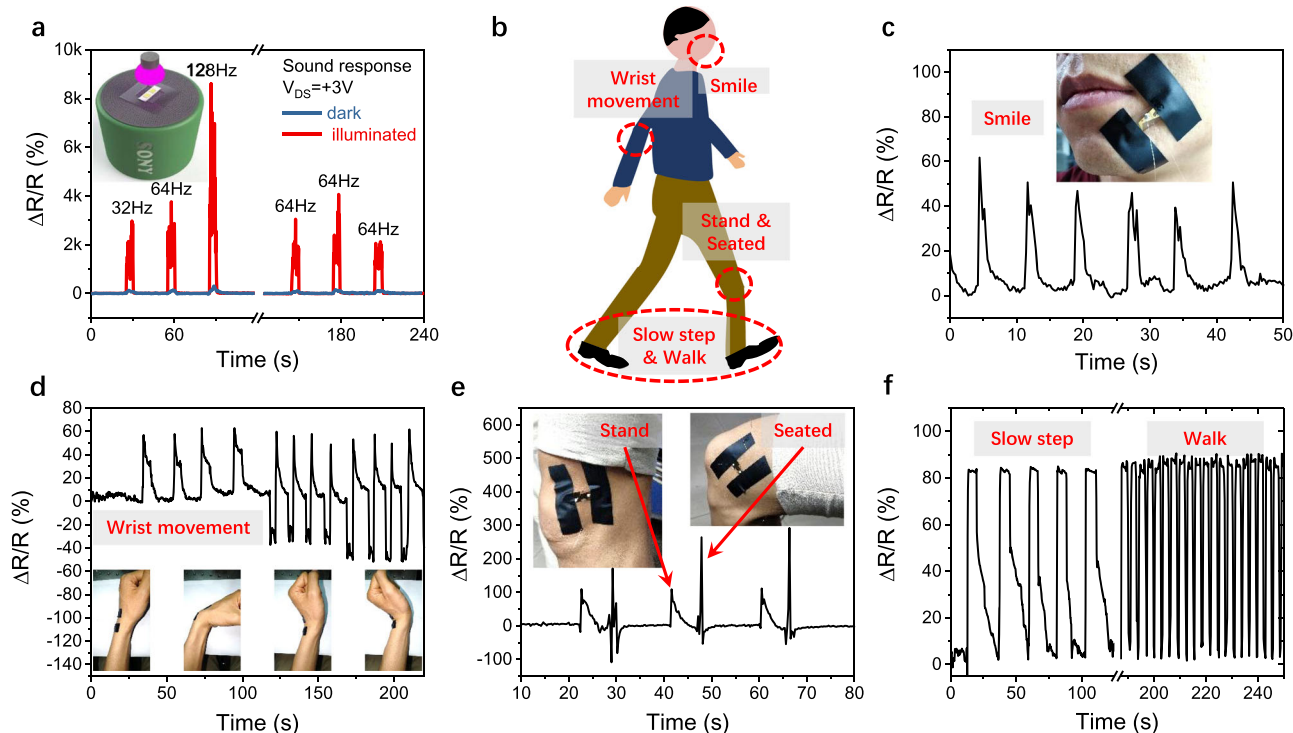 a
10k
8k
6k
4k
2k
0
ΔR/R (%)
0
60
180
240
Time (s)
32Hz
64Hz
128Hz
64Hz
64Hz
64Hz
Sound response
V_DS=+3V
dark
illuminated
SONY
b
Wrist
movement
Smile
Stand &
Seated
Slow step
& Walk
c
100
80
60
40
20
0
ΔR/R (%)
Smile
0
10
20
30
40
50
Time (s)
d
80
60
40
20
0
-20
-40
-60
-80
-100
-120
-140
ΔR/R (%)
Wrist movement
0
50
100
150
200
Time (s)
e
600
500
400
300
200
100
0
-100
ΔR/R (%)
Stand
Seated
10
20
30
40
50
60
70
80
Time (s)
f
100
80
60
40
20
0
ΔR/R (%)
Slow step
Walk
0
50
100
200
220
240
Time (s)